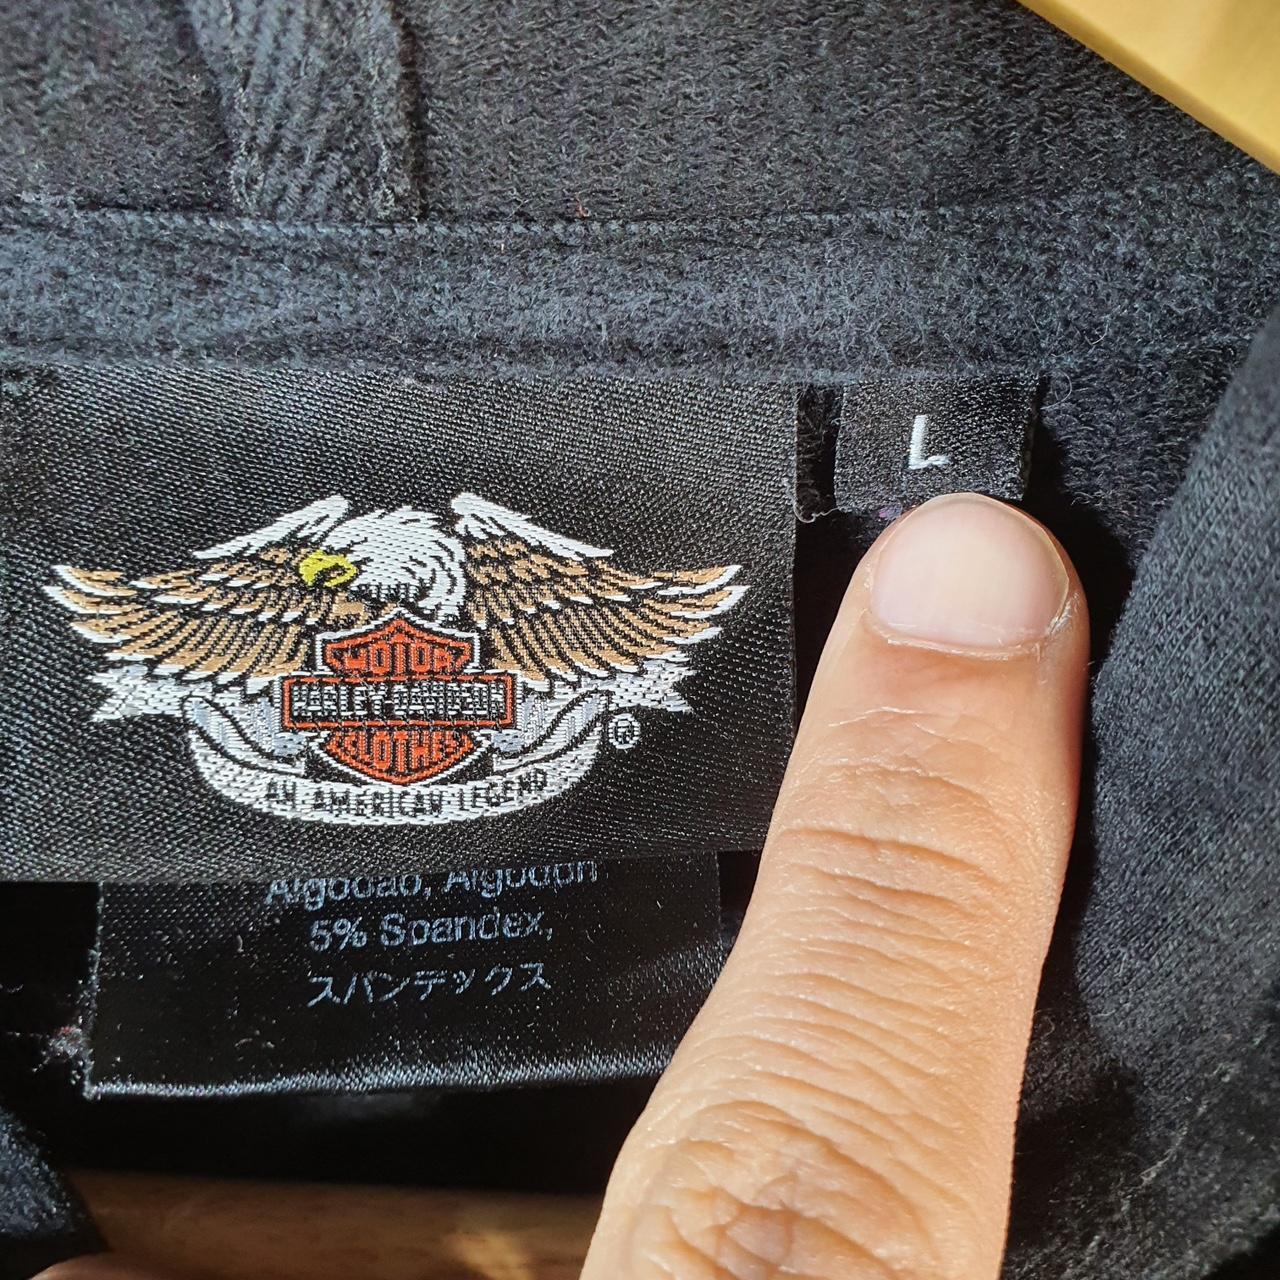 L
MOTOR
HARLEY-DAVIDSON
CLOTHES
®
AN AMERICAN LEGEND
Algodão, Algodón
5% Spandex,
スパンデックス